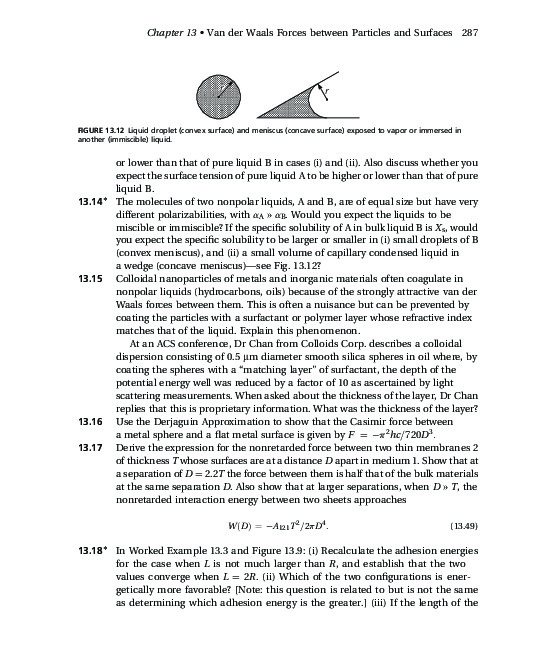 Chapter 13 • Van der Waals Forces between Particles and Surfaces 287
r
r
FIGURE 13.12 Liquid droplet (convex surface) and meniscus (concave surface) exposed to vapor or immersed in
another (immiscible) liquid.
or lower than that of pure liquid B in cases (i) and (ii). Also discuss whether you
expect the surface tension of pure liquid A to be higher or lower than that of pure
liquid B.
13.14* The molecules of two nonpolar liquids, A and B, are of equal size but have very
different polarizabilities, with αA » αB. Would you expect the liquids to be
miscible or immiscible? If the specific solubility of A in bulk liquid B is Xs, would
you expect the specific solubility to be larger or smaller in (i) small droplets of B
(convex meniscus), and (ii) a small volume of capillary condensed liquid in
a wedge (concave meniscus)—see Fig. 13.12?
13.15 Colloidal nanoparticles of metals and inorganic materials often coagulate in
nonpolar liquids (hydrocarbons, oils) because of the strongly attractive van der
Waals forces between them. This is often a nuisance but can be prevented by
coating the particles with a surfactant or polymer layer whose refractive index
matches that of the liquid. Explain this phenomenon.
At an ACS conference, Dr Chan from Colloids Corp. describes a colloidal
dispersion consisting of 0.5 µm diameter smooth silica spheres in oil where, by
coating the spheres with a “matching layer” of surfactant, the depth of the
potential energy well was reduced by a factor of 10 as ascertained by light
scattering measurements. When asked about the thickness of the layer, Dr Chan
replies that this is proprietary information. What was the thickness of the layer?
13.16 Use the Derjaguin Approximation to show that the Casimir force between
a metal sphere and a flat metal surface is given by F = −π²hc/720D³.
13.17 Derive the expression for the nonretarded force between two thin membranes 2
of thickness T whose surfaces are at a distance D apart in medium 1. Show that at
a separation of D = 2.2T the force between them is half that of the bulk materials
at the same separation D. Also show that at larger separations, when D » T, the
nonretarded interaction energy between two sheets approaches
W(D) = −A₁₂₁T²/2πD⁴. (13.49)
13.18* In Worked Example 13.3 and Figure 13.9: (i) Recalculate the adhesion energies
for the case when L is not much larger than R, and establish that the two
values converge when L = 2R. (ii) Which of the two configurations is ener-
getically more favorable? [Note: this question is related to but is not the same
as determining which adhesion energy is the greater.] (iii) If the length of the